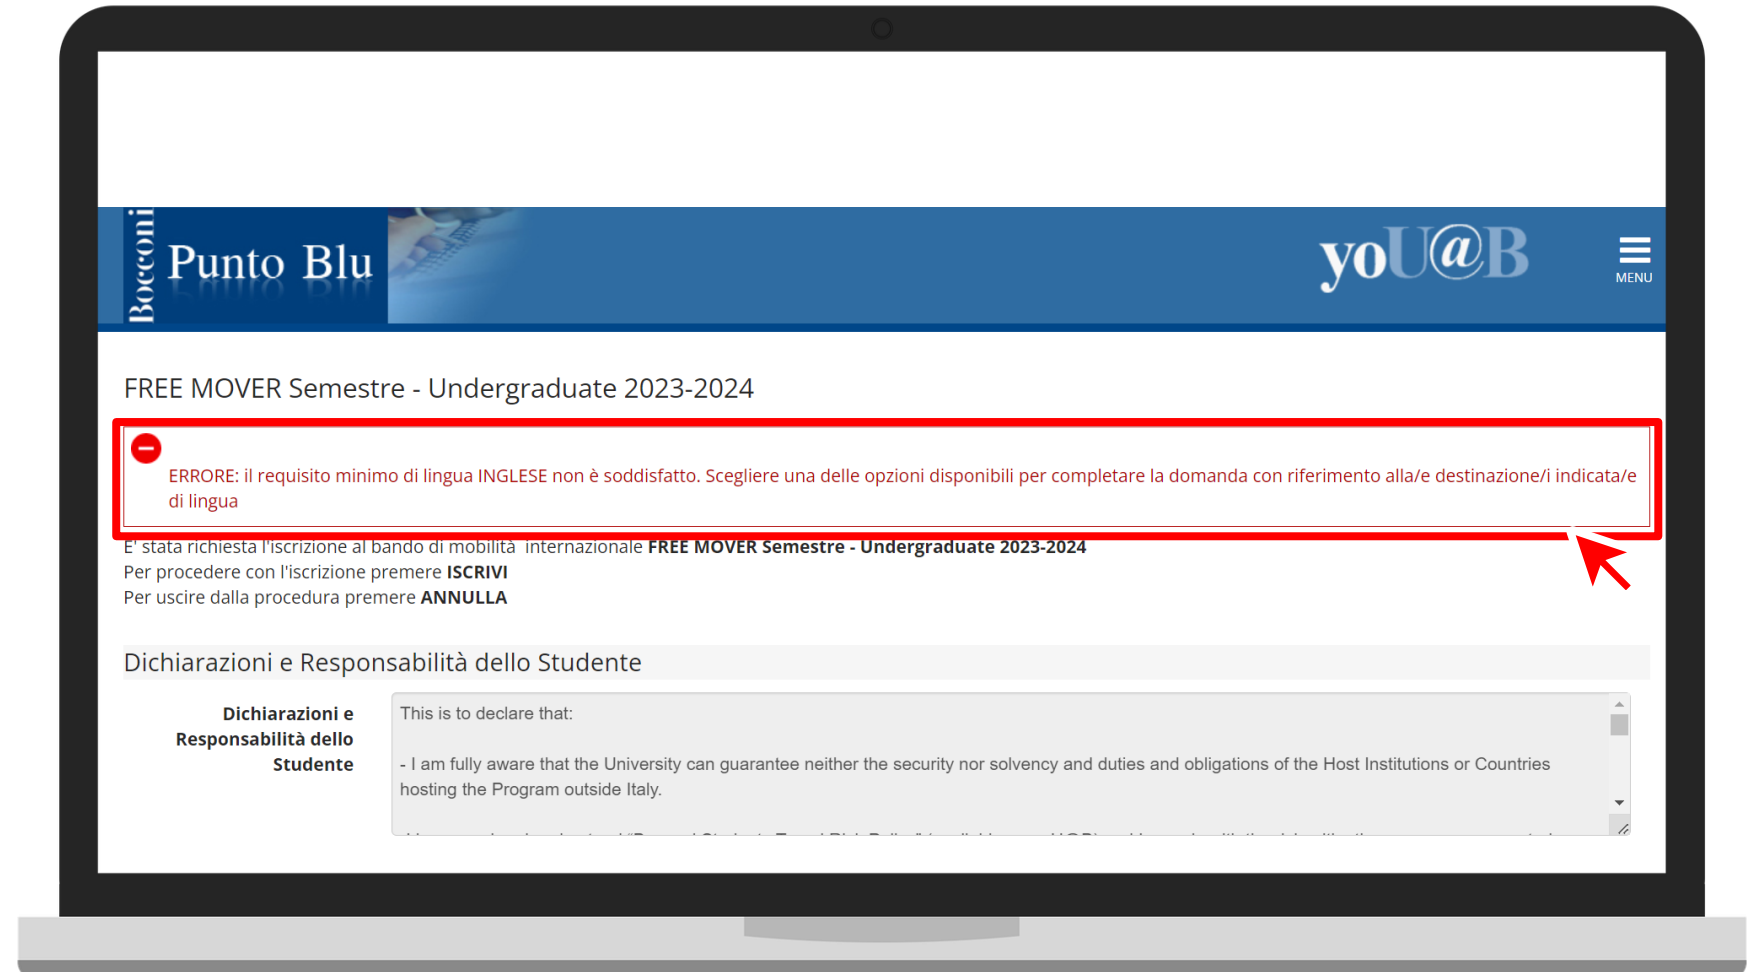 Bocconi
Punto Blu
yoU@B
MENU
FREE MOVER Semestre - Undergraduate 2023-2024
ERRORE: il requisito minimo di lingua INGLESE non è soddisfatto. Scegliere una delle opzioni disponibili per completare la domanda con riferimento alla/e destinazione/i indicata/e
di lingua
E' stata richiesta l'iscrizione al bando di mobilità internazionale FREE MOVER Semestre - Undergraduate 2023-2024
Per procedere con l'iscrizione premere ISCRIVI
Per uscire dalla procedura premere ANNULLA
Dichiarazioni e Responsabilità dello Studente
Dichiarazioni e
Responsabilità dello
Studente
This is to declare that:
- I am fully aware that the University can guarantee neither the security nor solvency and duties and obligations of the Host Institutions or Countries
hosting the Program outside Italy.